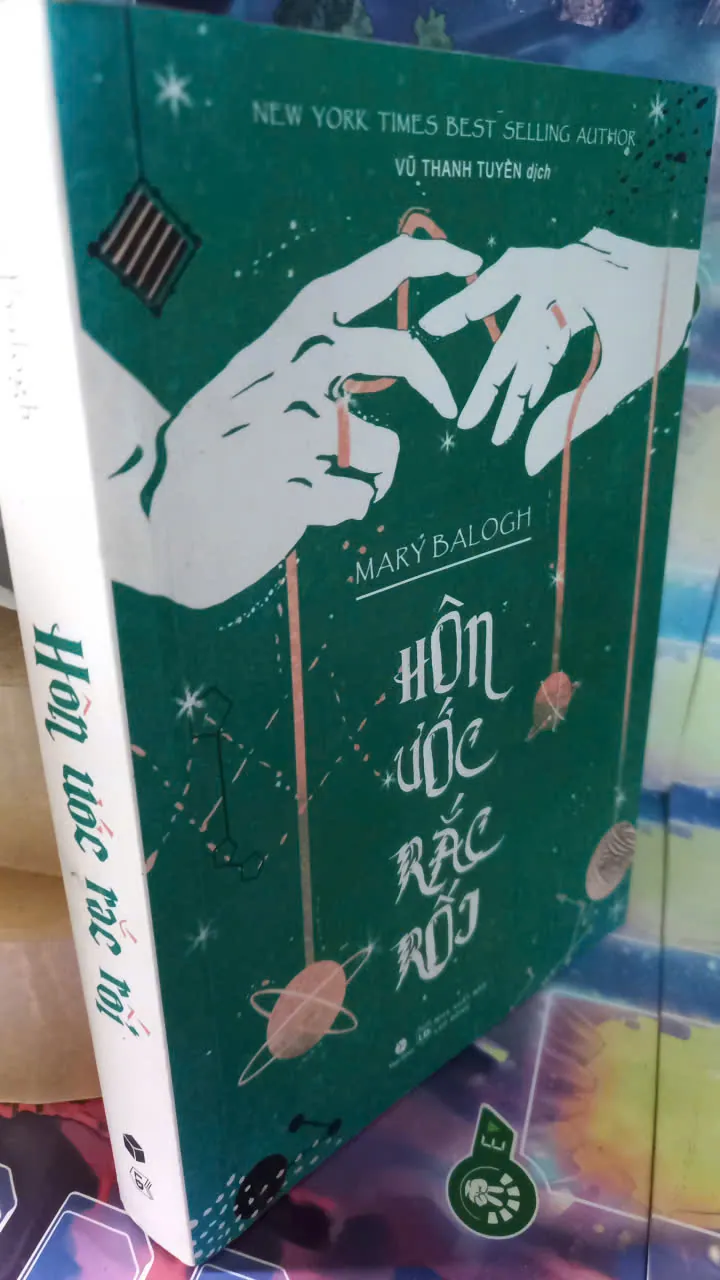 NEW YORK TIMES BEST SELLING AUTHOR
VŨ THANH TUYỀN dịch
MARY BALOGH
HÔN
ƯỚC
RẮC
RỐI
Hôn ước rắc rối